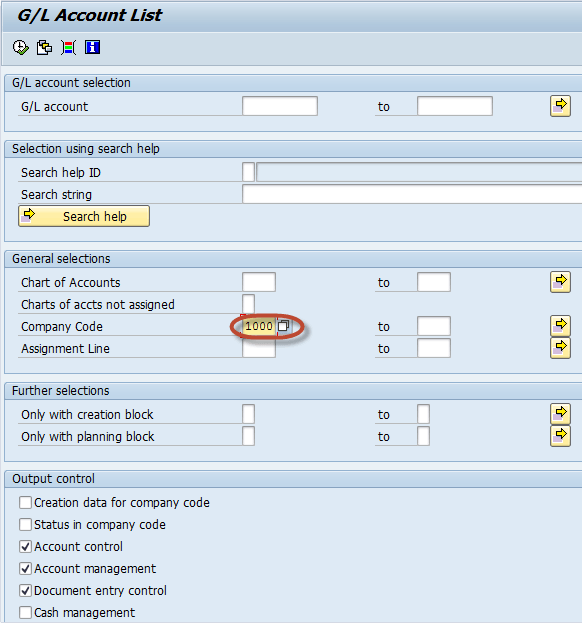 G/L Account List
G/L account selection
G/L account to
Selection using search help
Search help ID
Search string
Search help
General selections
Chart of Accounts to
Charts of accts not assigned
Company Code 1000 to
Assignment Line to
Further selections
Only with creation block to
Only with planning block to
Output control
Creation data for company code
Status in company code
Account control
Account management
Document entry control
Cash management